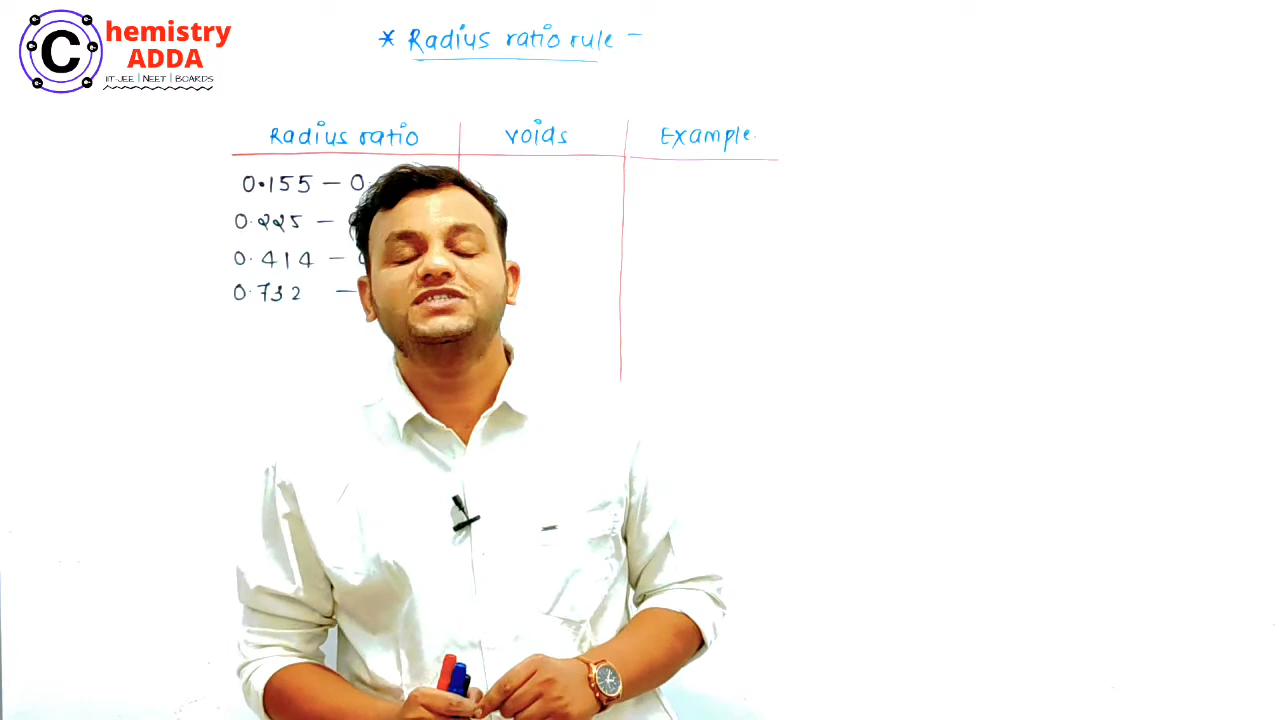 Chemistry
ADDA
IIT-JEE | NEET | BOARDS
* Radius ratio rule -
Radius ratio voids Example.
0.155 - 0.
0.225 -
0.414 -
0.732 -